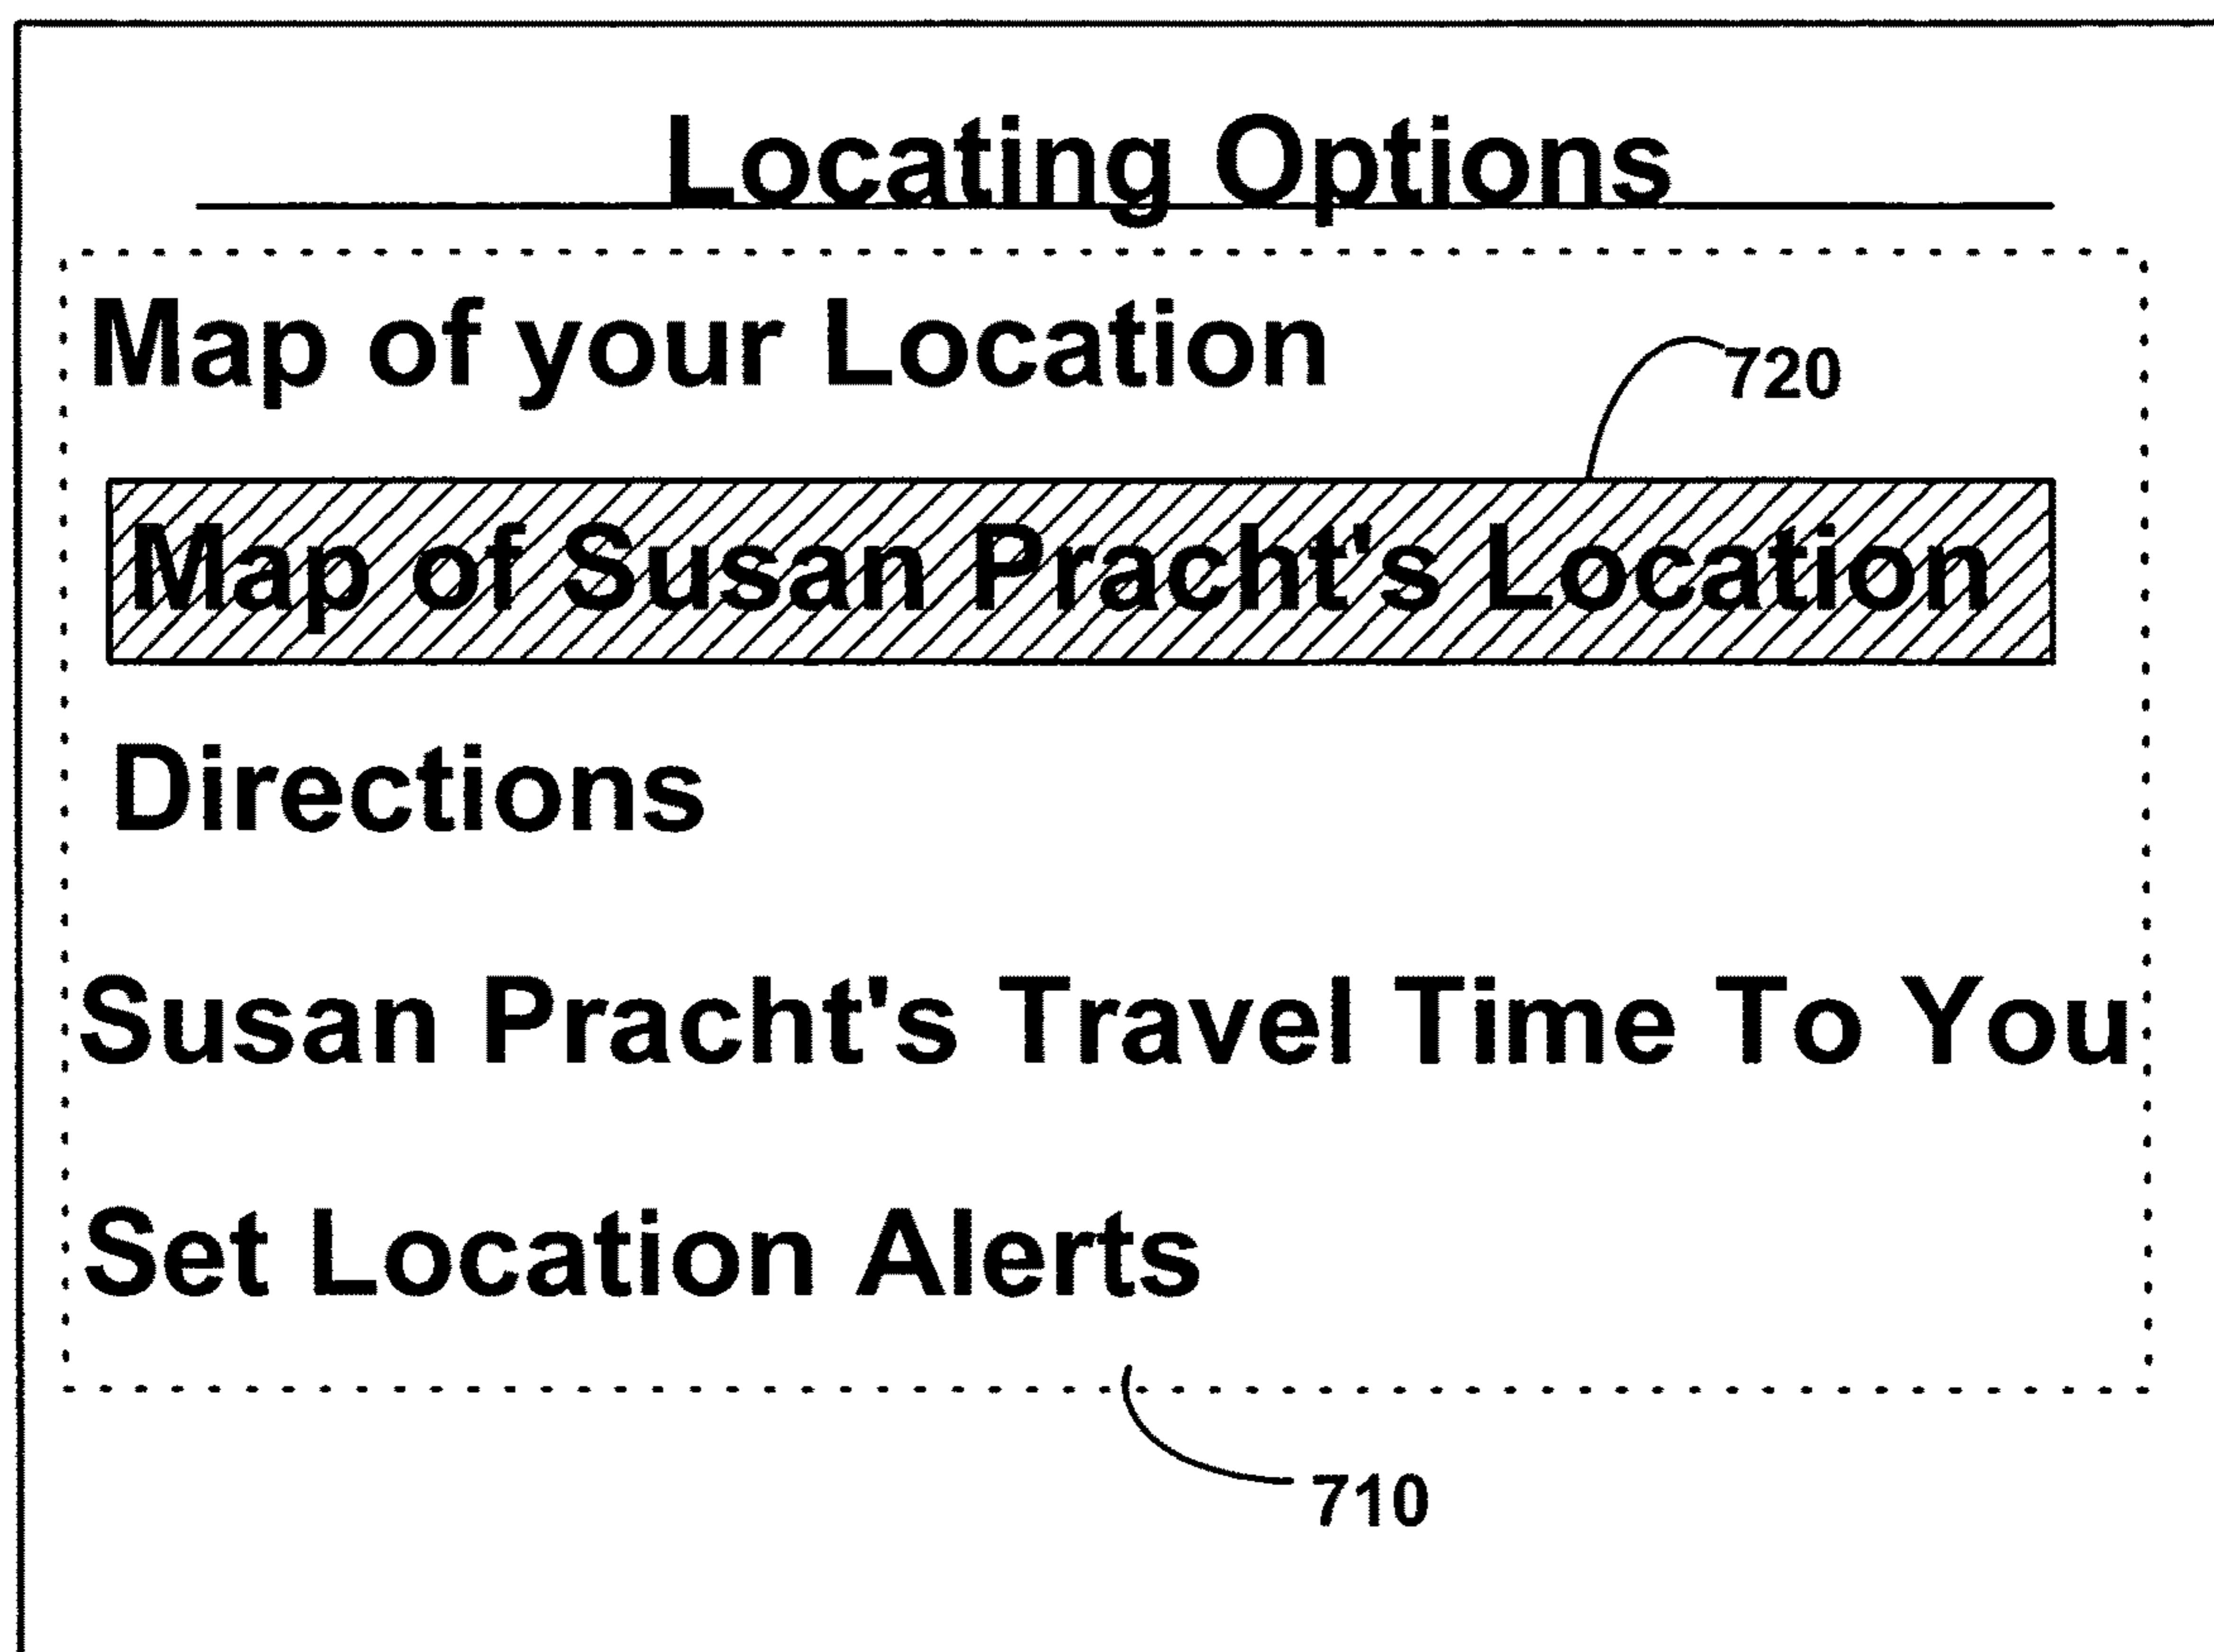 Locating Options
Map of your Location
720
Map of Susan Pracht's Location
Directions
Susan Pracht's Travel Time To You
Set Location Alerts
710